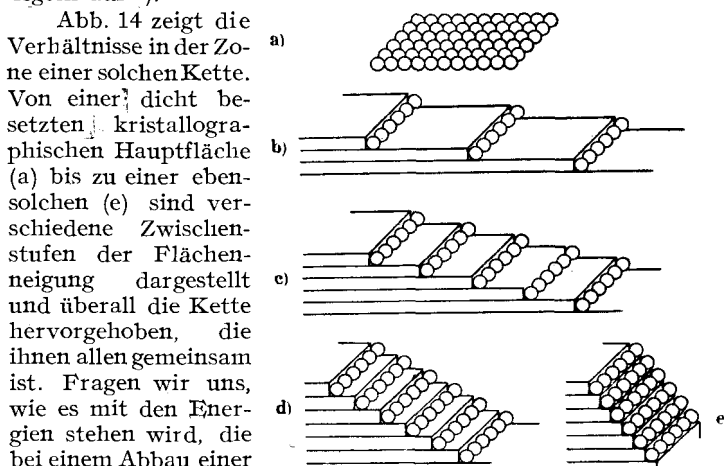 Abb. 14 zeigt die
Verhältnisse in der Zo-
ne einer solchen Kette.
Von einer dicht be-
setzten kristallogra-
phischen Hauptfläche
(a) bis zu einer eben-
solchen (e) sind ver-
schiedene Zwischen-
stufen der Flächen-
neigung dargestellt
und überall die Kette
hervorgehoben, die
ihnen allen gemeinsam
ist. Fragen wir uns,
wie es mit den Ener-
gien stehen wird, die
bei einem Abbau einer
a)
b)
c)
d)
e